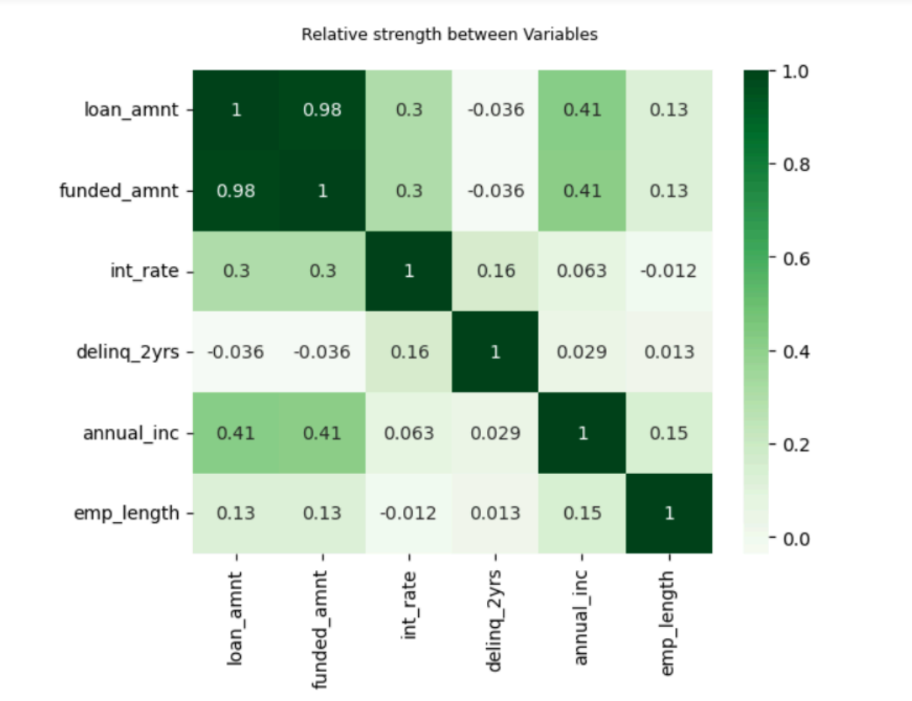 Relative strength between Variables
loan_amnt 1 0.98 0.3 -0.036 0.41 0.13
funded_amnt 0.98 1 0.3 -0.036 0.41 0.13
int_rate 0.3 0.3 1 0.16 0.063 -0.012
delinq_2yrs -0.036 -0.036 0.16 1 0.029 0.013
annual_inc 0.41 0.41 0.063 0.029 1 0.15
emp_length 0.13 0.13 -0.012 0.013 0.15 1
loan_amnt
funded_amnt
int_rate
delinq_2yrs
annual_inc
emp_length
1.0
0.8
0.6
0.4
0.2
0.0